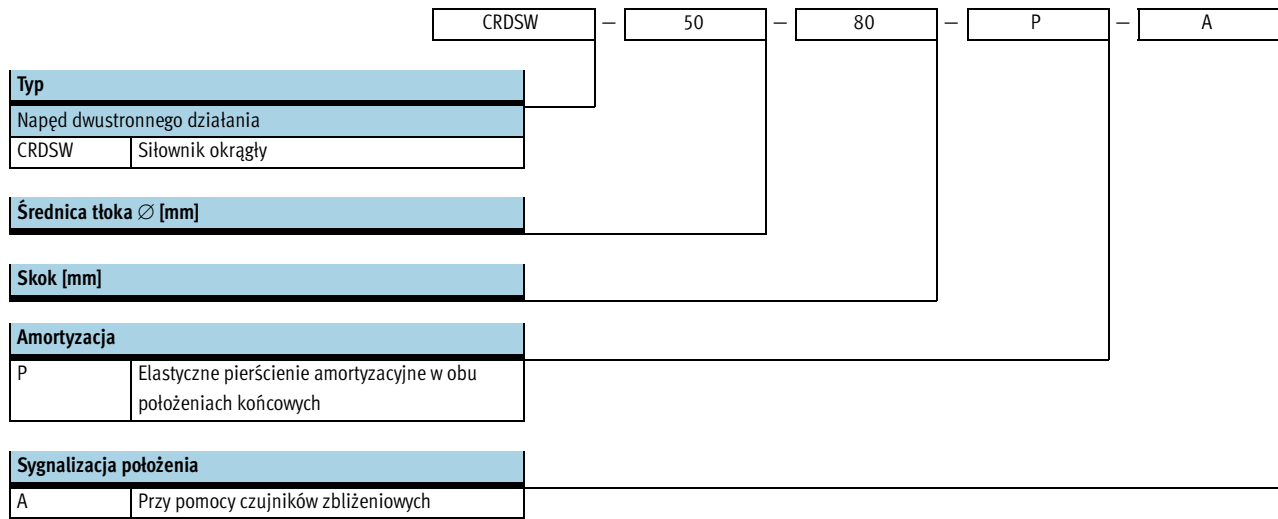 CRDSW – 50 – 80 – P – A
Typ
Napęd dwustronnego działania
CRDSW Siłownik okrągły
Średnica tłoka ∅ [mm]
Skok [mm]
Amortyzacja
P Elastyczne pierścienie amortyzacyjne w obu
położeniach końcowych
Sygnalizacja położenia
A Przy pomocy czujników zbliżeniowych